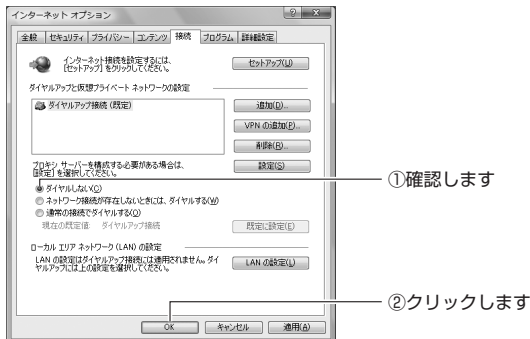 インターネット オプション
全般 セキュリティ プライバシー コンテンツ 接続 プログラム 詳細設定
インターネット接続を設定するには、
[セットアップ] をクリックしてください。
セットアップ(U)
ダイヤルアップと仮想プライベート ネットワークの設定
ダイヤルアップ接続 (既定)
追加(D)...
VPN の追加(P)...
削除(R)...
プロキシ サーバーを構成する必要がある場合は、
[設定] を選択してください。
設定(S)
ダイヤルしない(C)
ネットワーク接続が存在しないときには、ダイヤルする(W)
通常の接続でダイヤルする(O)
現在の既定値: ダイヤルアップ接続
既定に設定(E)
ローカル エリア ネットワーク (LAN) の設定
LAN の設定はダイヤルアップ接続には適用されません。ダイ
ヤルアップには上の設定を選択してください。
LAN の設定(L)
OK キャンセル 適用(A)
①確認します
②クリックします